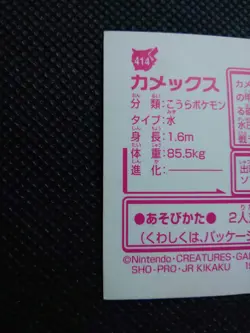 414
カメックス
分類：こうらポケモン
タイプ：水
身長：1.6m
体重：85.5kg
進化：———
●あそびかた● 2人
(くわしくは、パッケージ
©Nintendo・CREATURES・GA
SHO-PRO・JR KIKAKU 19